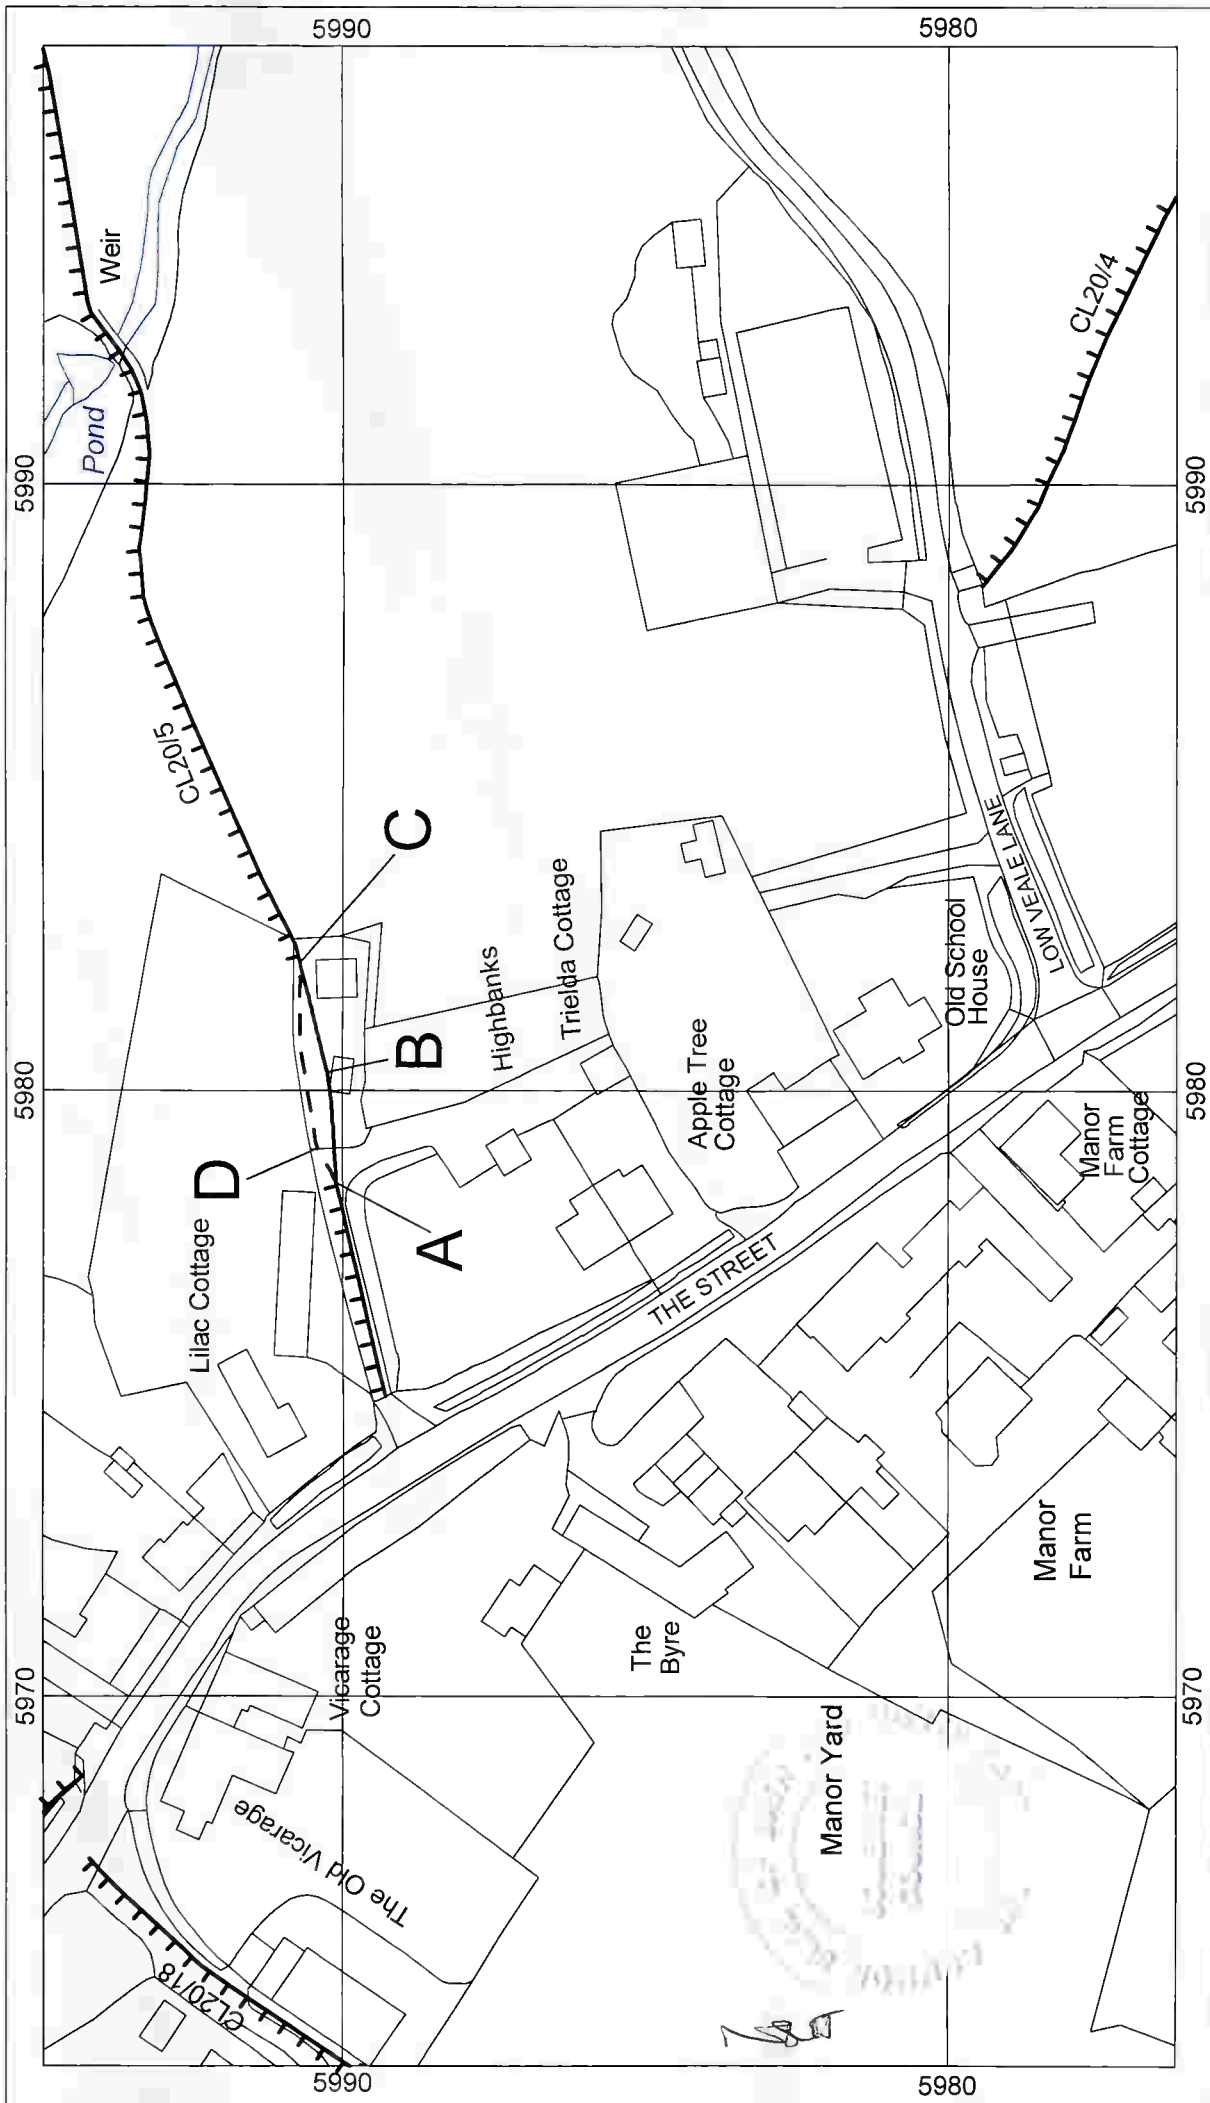 5990
5980
Weir
Pond
CL20/4
5990
5990
CL20/5
C
LOW VEALE LANE
Old School
House
Trielda Cottage
Highbanks
B
Apple Tree
Cottage
5980
D
A
Manor
Farm
Cottage
Lilac Cottage
THE STREET
Manor
Farm
Vicarage
Cottage
The
Byre
5970
5970
Manor Yard
The Old Vicarage
CL20/18
5990
5980